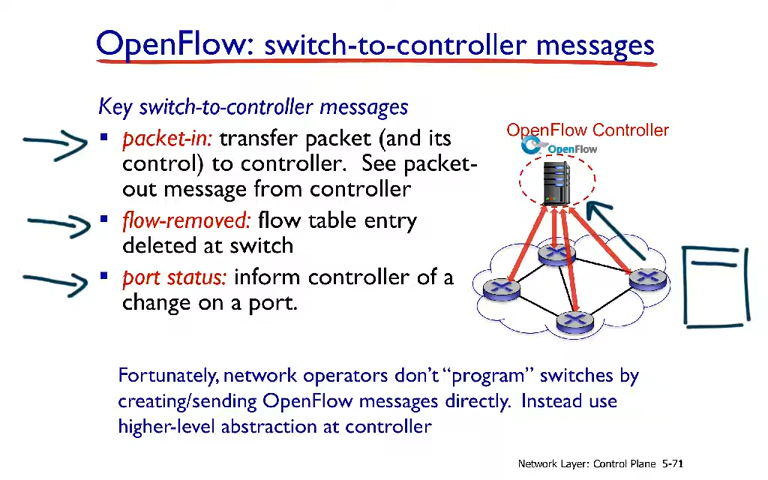 OpenFlow: switch-to-controller messages
Key switch-to-controller messages
▪ packet-in: transfer packet (and its
control) to controller. See packet-
out message from controller
▪ flow-removed: flow table entry
deleted at switch
▪ port status: inform controller of a
change on a port.
OpenFlow Controller
OpenFlow
Fortunately, network operators don't “program” switches by
creating/sending OpenFlow messages directly. Instead use
higher-level abstraction at controller
Network Layer: Control Plane 5-71